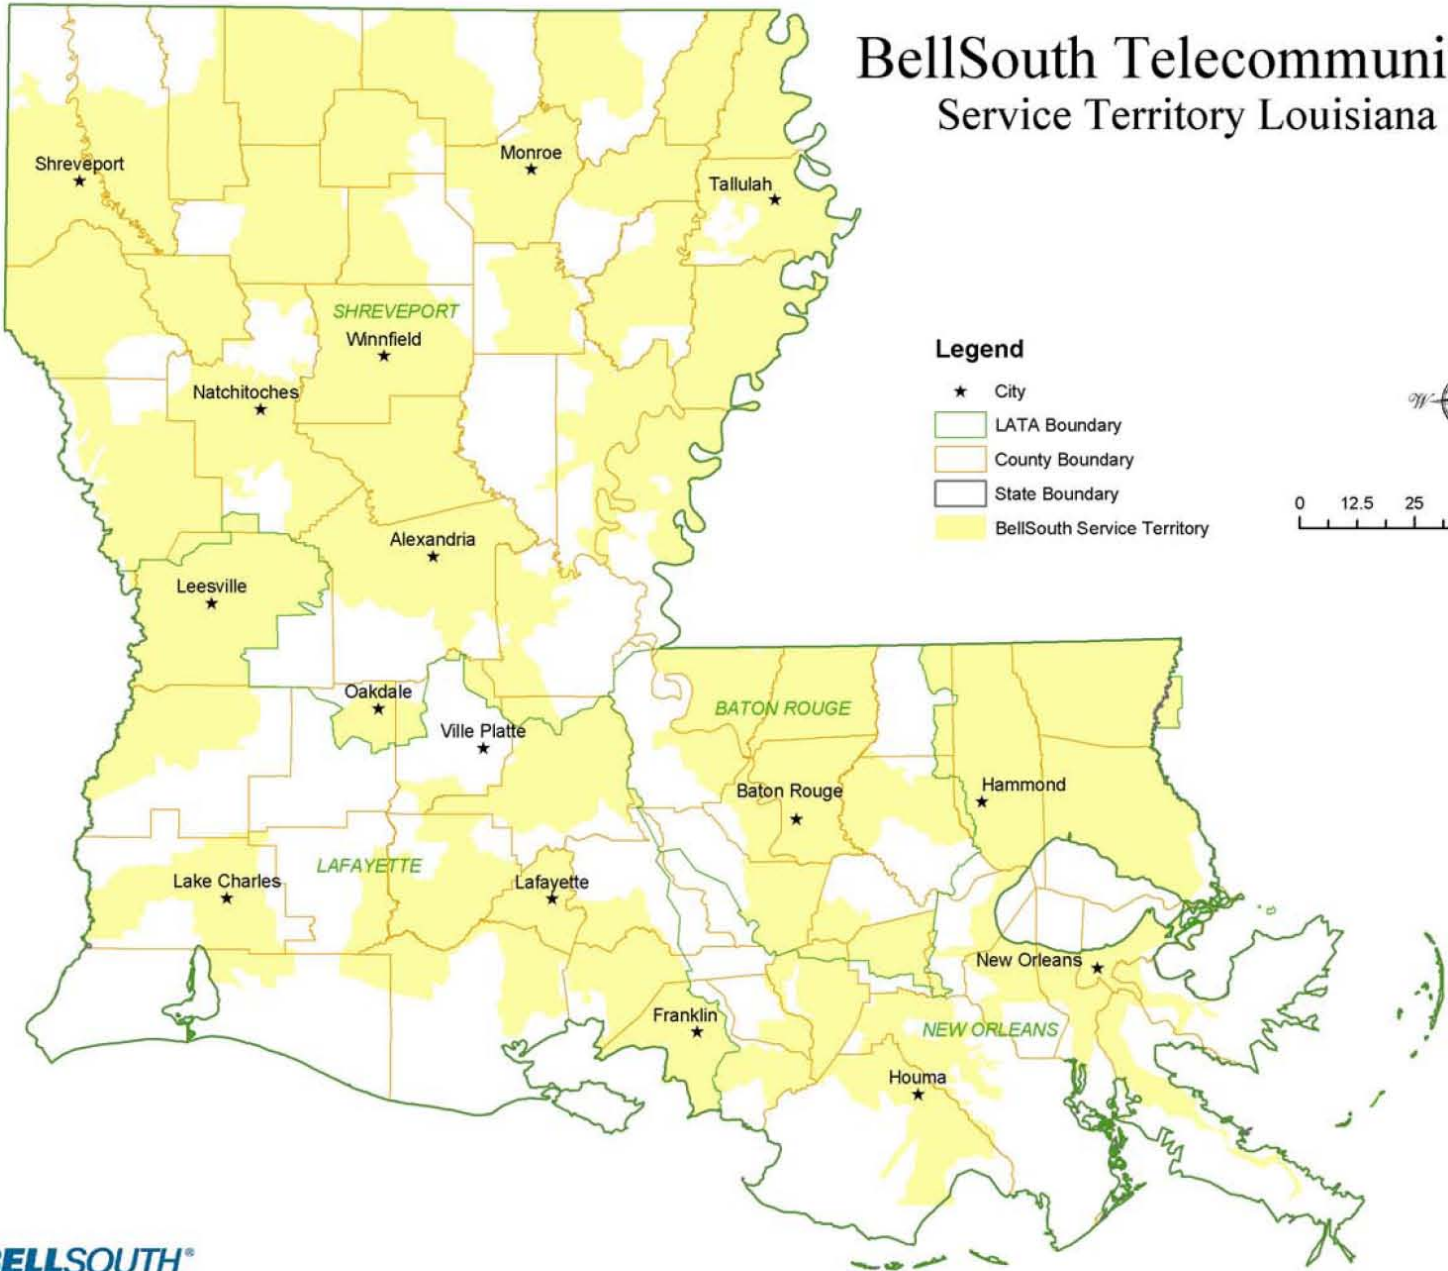 BellSouth Telecommuni
Service Territory Louisiana
Shreveport
Monroe
Tallulah
SHREVEPORT
Winnfield
Natchitoches
Alexandria
Leesville
Oakdale
Ville Platte
BATON ROUGE
Baton Rouge
Hammond
LAFAYETTE
Lake Charles
Lafayette
New Orleans
Franklin
NEW ORLEANS
Houma
Legend
City
LATA Boundary
County Boundary
State Boundary
BellSouth Service Territory
W
0 12.5 25
BELLSOUTH®